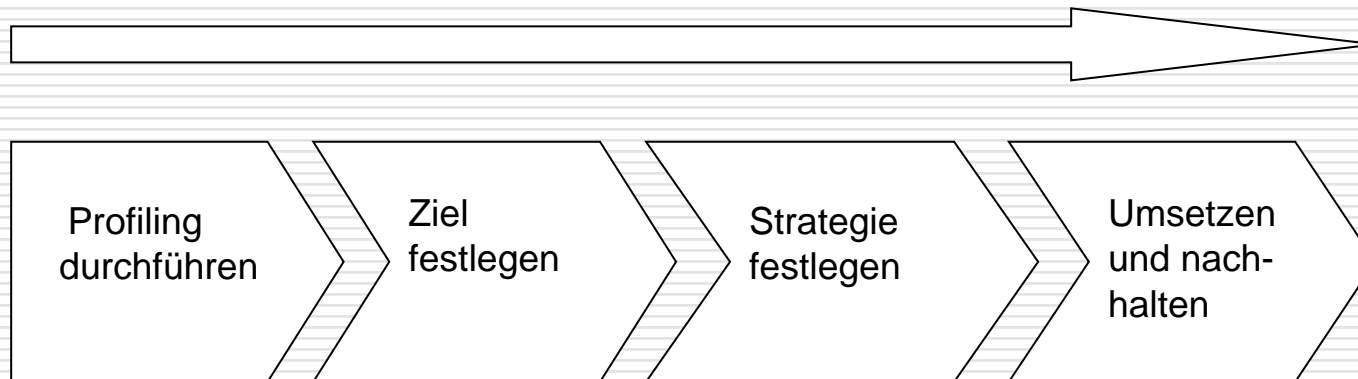 Profiling
durchführen
Ziel
festlegen
Strategie
festlegen
Umsetzen
und nach-
halten